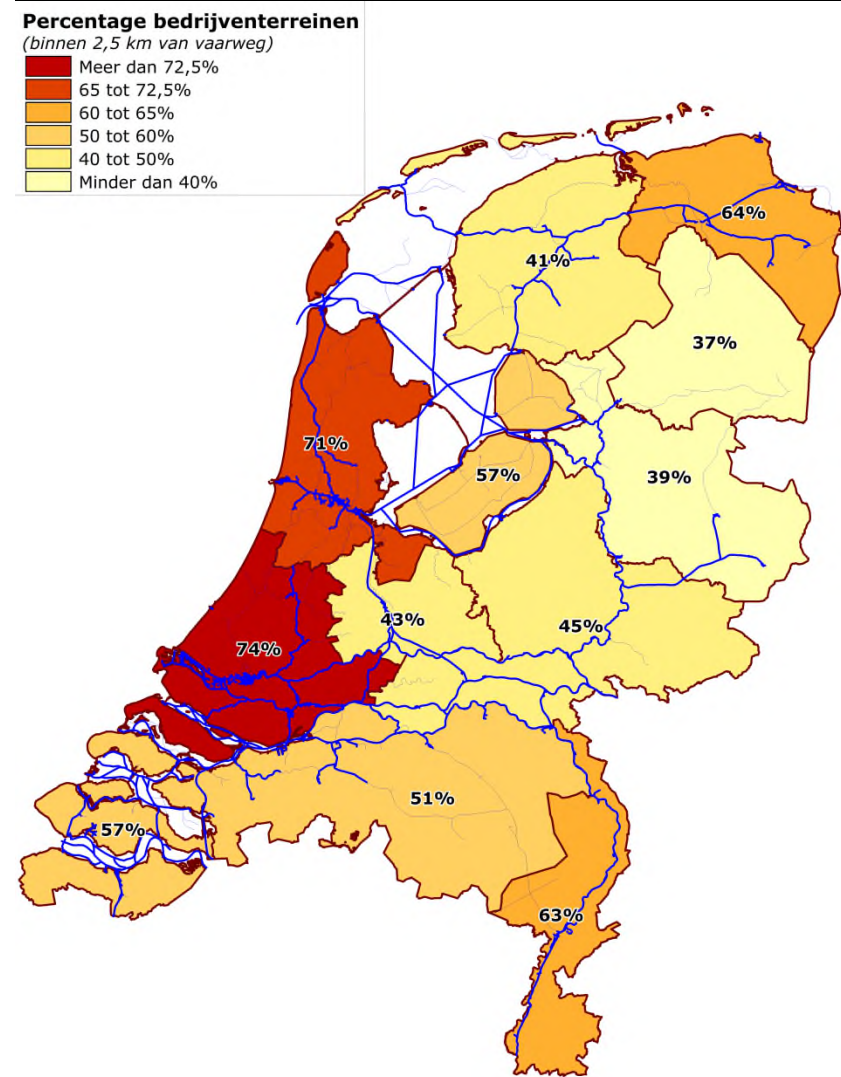 Percentage bedrijventerreinen
(binnen 2,5 km van vaarweg)
Meer dan 72,5%
65 tot 72,5%
60 tot 65%
50 tot 60%
40 tot 50%
Minder dan 40%
64%
41%
37%
71%
57%
39%
43%
45%
74%
51%
57%
63%